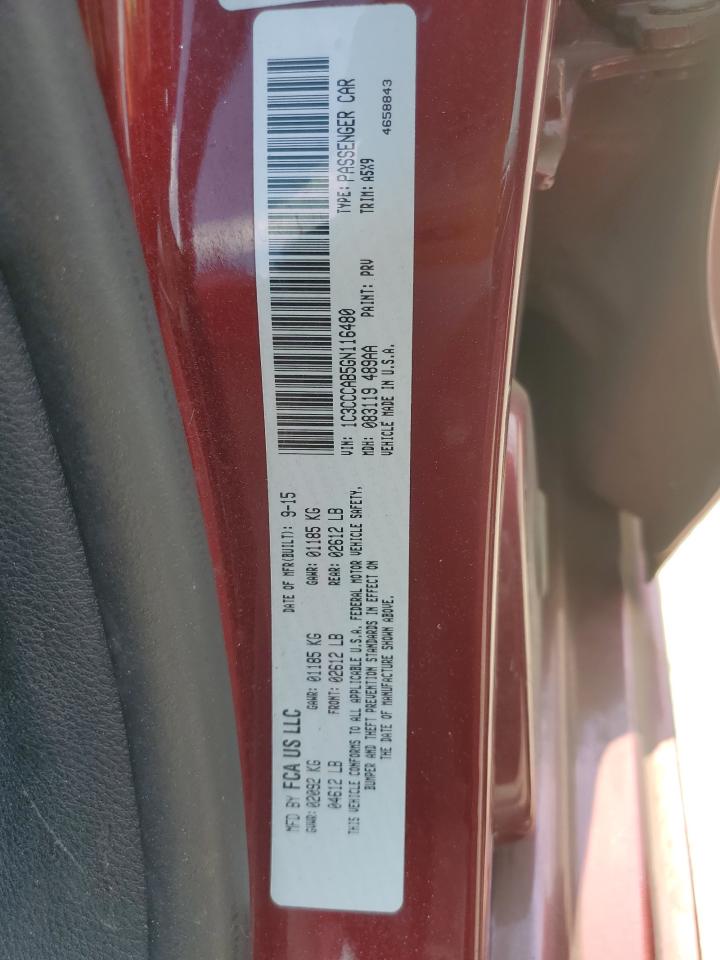 MFD BY FCA US LLC
DATE OF MFR(BUILT): 9-15
GVWR: 02092 KG
GAWR: 01185 KG
GAWR: 01185 KG
04612 LB
FRONT: 02612 LB
REAR: 02612 LB
THIS VEHICLE CONFORMS TO ALL APPLICABLE U.S.A. FEDERAL MOTOR VEHICLE SAFETY,
BUMPER AND THEFT PREVENTION STANDARDS IN EFFECT ON
THE DATE OF MANUFACTURE SHOWN ABOVE.
VIN: 1C3CCCAB5GN116480
TYPE: PASSENGER CAR
MDH: 083119 489AA
PAINT: PRV
TRIM: A5X9
VEHICLE MADE IN U.S.A.
4658843